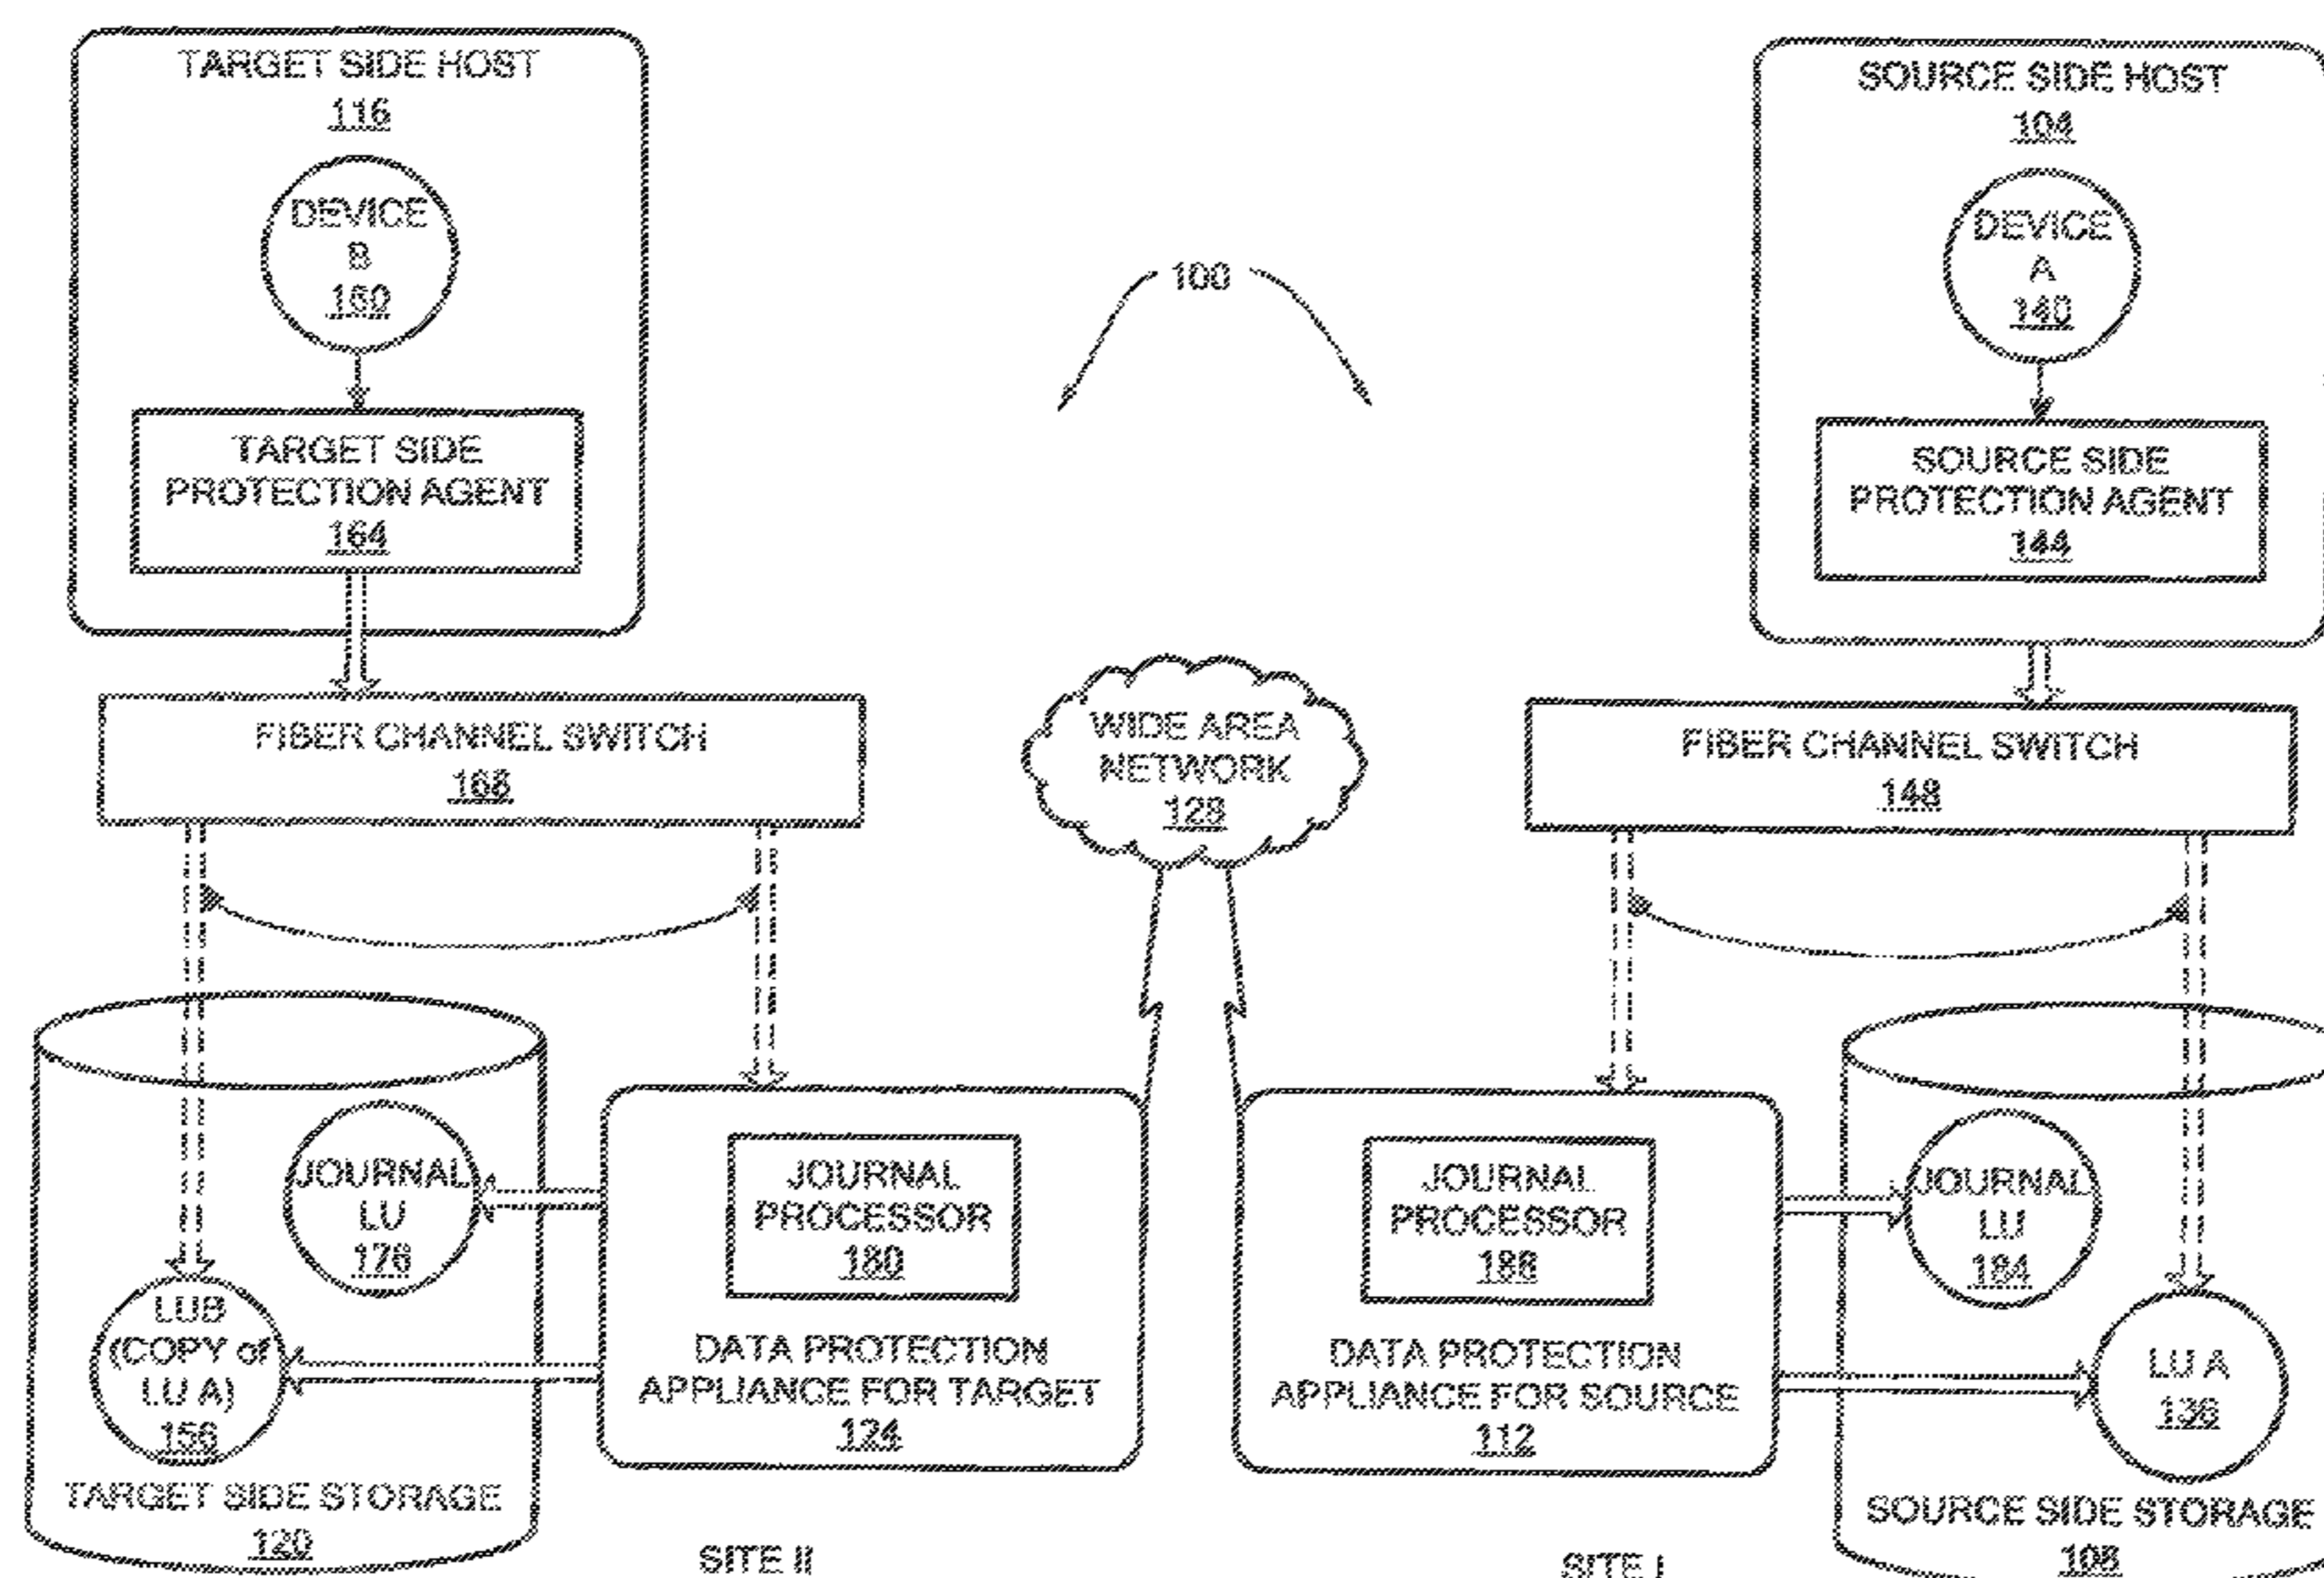 TARGET SIDE HOST
116
DEVICE
B
160
TARGET SIDE
PROTECTION AGENT
164
FIBER CHANNEL SWITCH
168
100
WIDE AREA
NETWORK
128
SOURCE SIDE HOST
104
DEVICE
A
140
SOURCE SIDE
PROTECTION AGENT
144
FIBER CHANNEL SWITCH
148
JOURNAL
LU
176
LUB
(COPY of
LU A)
156
TARGET SIDE STORAGE
120
JOURNAL
PROCESSOR
180
DATA PROTECTION
APPLIANCE FOR TARGET
124
SITE II
JOURNAL
PROCESSOR
188
DATA PROTECTION
APPLIANCE FOR SOURCE
112
SITE I
JOURNAL
LU
184
LU A
136
SOURCE SIDE STORAGE
108